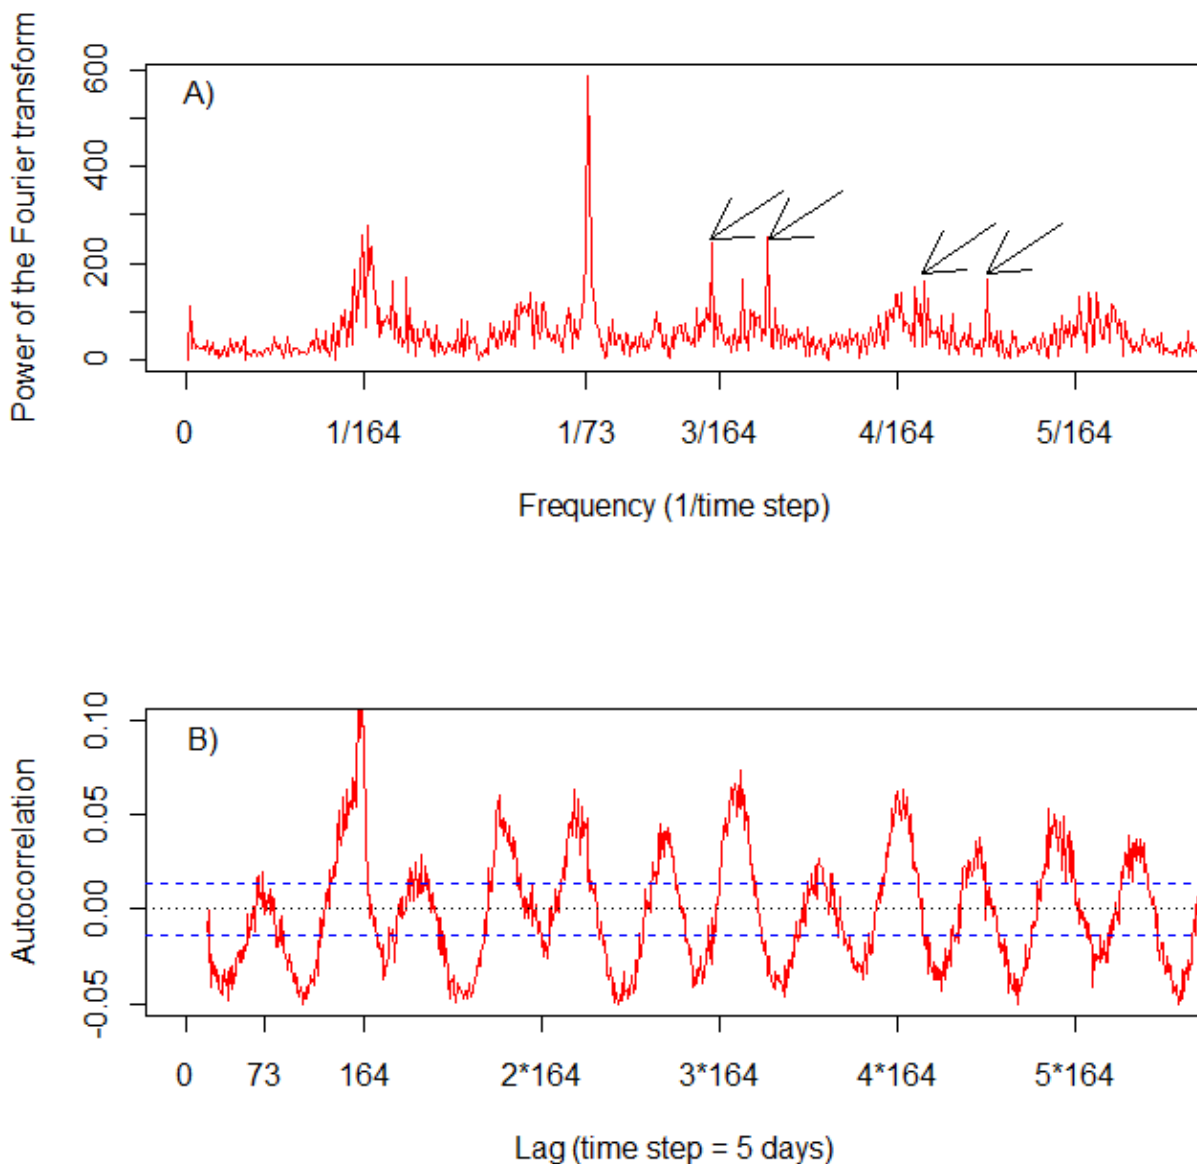 Power of the Fourier transform
600
400
200
0
A)
0 1/164 1/73 3/164 4/164 5/164
Frequency (1/time step)
Autocorrelation
0.10
0.05
0.00
-0.05
B)
0 73 164 2*164 3*164 4*164 5*164
Lag (time step = 5 days)